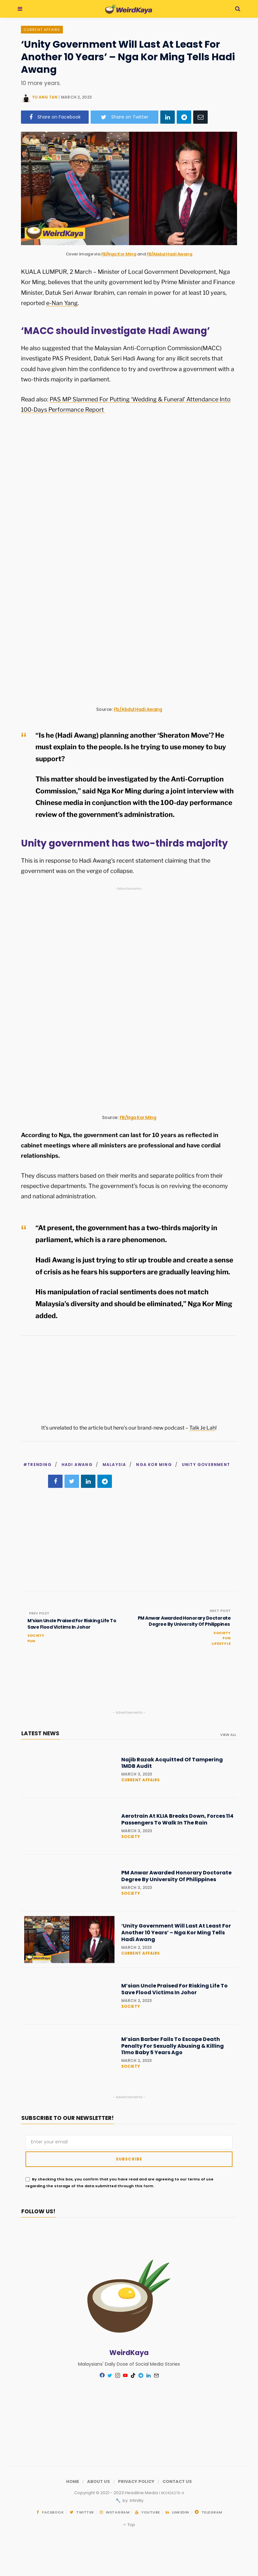 WeirdKaya
CURRENT AFFAIRS
‘Unity Government Will Last At Least For
Another 10 Years’ – Nga Kor Ming Tells Hadi
Awang
10 more years.
MARCH 2, 2023
Share on Facebook
Share on Twitter
WeirdKaya
Cover image via FB/Nga Kor Ming and FB/Abdul Hadi Awang
KUALA LUMPUR, 2 March – Minister of Local Government Development, Nga
Kor Ming, believes that the unity government led by Prime Minister and Finance
Minister, Datuk Seri Anwar Ibrahim, can remain in power for at least 10 years,
reported e-Nan Yang.
‘MACC should investigate Hadi Awang’
He also suggested that the Malaysian Anti-Corruption Commission(MACC)
investigate PAS President, Datuk Seri Hadi Awang for any illicit secrets that
could have given him the confidence to try and overthrow a government with a
two-thirds majority in parliament.
Read also: PAS MP Slammed For Putting ‘Wedding & Funeral’ Attendance Into
100-Days Performance Report
Source: Fb/Abdul Hadi Awang
“Is he (Hadi Awang) planning another ‘Sheraton Move’? He
must explain to the people. Is he trying to use money to buy
support?
This matter should be investigated by the Anti-Corruption
Commission,” said Nga Kor Ming during a joint interview with
Chinese media in conjunction with the 100-day performance
review of the government’s administration.
Unity government has two-thirds majority
This is in response to Hadi Awang’s recent statement claiming that the
government was on the verge of collapse.
- Advertisements -
Source: FB/Nga Kor Ming
According to Nga, the government can last for 10 years as reflected in
cabinet meetings where all ministers are professional and have cordial
relationships.
They discuss matters based on their merits and separate politics from their
respective departments. The government’s focus is on reviving the economy
and national administration.
“At present, the government has a two-thirds majority in
parliament, which is a rare phenomenon.
Hadi Awang is just trying to stir up trouble and create a sense
of crisis as he fears his supporters are gradually leaving him.
His manipulation of racial sentiments does not match
Malaysia’s diversity and should be eliminated,” Nga Kor Ming
added.
It’s unrelated to the article but here’s our brand-new podcast – Talk Je Lah!
#TRENDING / HADI AWANG / MALAYSIA / NGA KOR MING / UNITY GOVERNMENT
PREV POST
M’sian Uncle Praised For Risking Life To
Save Flood Victims In Johor
SOCIETY
FUN
NEXT POST
PM Anwar Awarded Honorary Doctorate
Degree By University Of Philippines
SOCIETY
FUN
LIFESTYLE
- Advertisements -
LATEST NEWS
VIEW ALL
Najib Razak Acquitted Of Tampering
1MDB Audit
MARCH 3, 2023
CURRENT AFFAIRS
Aerotrain At KLIA Breaks Down, Forces 114
Passengers To Walk In The Rain
MARCH 3, 2023
SOCIETY
PM Anwar Awarded Honorary Doctorate
Degree By University Of Philippines
MARCH 2, 2023
SOCIETY
‘Unity Government Will Last At Least For
Another 10 Years’ – Nga Kor Ming Tells
Hadi Awang
MARCH 2, 2023
CURRENT AFFAIRS
M’sian Uncle Praised For Risking Life To
Save Flood Victims In Johor
MARCH 2, 2023
SOCIETY
M’sian Barber Fails To Escape Death
Penalty For Sexually Abusing & Killing
11mo Baby 5 Years Ago
MARCH 2, 2023
SOCIETY
- Advertisements -
SUBSCRIBE TO OUR NEWSLETTER!
Enter your email
SUBSCRIBE
By checking this box, you confirm that you have read and are agreeing to our terms of use
regarding the storage of the data submitted through this form.
FOLLOW US!
WeirdKaya
Malaysians' Daily Dose of Social Media Stories
HOME / ABOUT US / PRIVACY POLICY / CONTACT US
by Infinity.
FACEBOOK
TWITTER
INSTAGRAM
YOUTUBE
LINKEDIN
TELEGRAM
Top